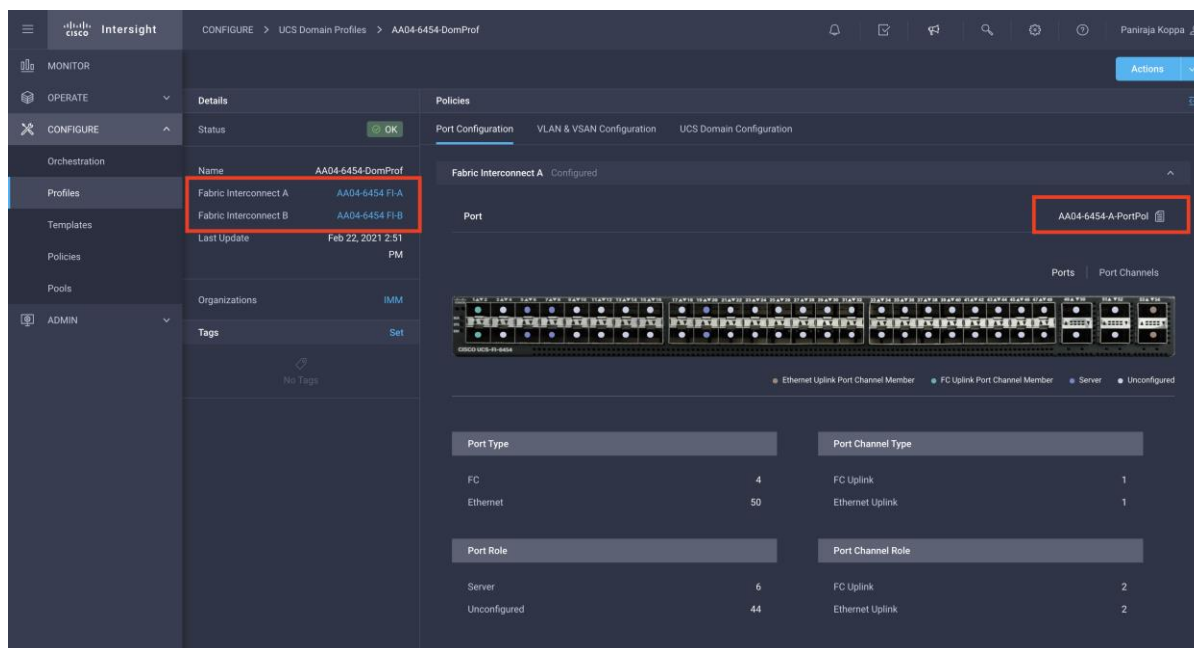 cisco Intersight
CONFIGURE > UCS Domain Profiles > AA04-6454-DomProf
Paniraja Koppa
MONITOR
OPERATE
CONFIGURE
Orchestration
Profiles
Templates
Policies
Pools
ADMIN
Actions
Details
Status OK
Name AA04-6454-DomProf
Fabric Interconnect A AA04-6454 FI-A
Fabric Interconnect B AA04-6454 FI-B
Last Update Feb 22, 2021 2:51
PM
Organizations IMM
Tags Set
No Tags
Policies
Port Configuration VLAN & VSAN Configuration UCS Domain Configuration
Fabric Interconnect A Configured
Port AA04-6454-A-PortPol
Ports Port Channels
CISCO UCS-FI-6454
Ethernet Uplink Port Channel Member FC Uplink Port Channel Member Server Unconfigured
Port Type
FC 4
Ethernet 50
Port Channel Type
FC Uplink 1
Ethernet Uplink 1
Port Role
Server 6
Unconfigured 44
Port Channel Role
FC Uplink 2
Ethernet Uplink 2